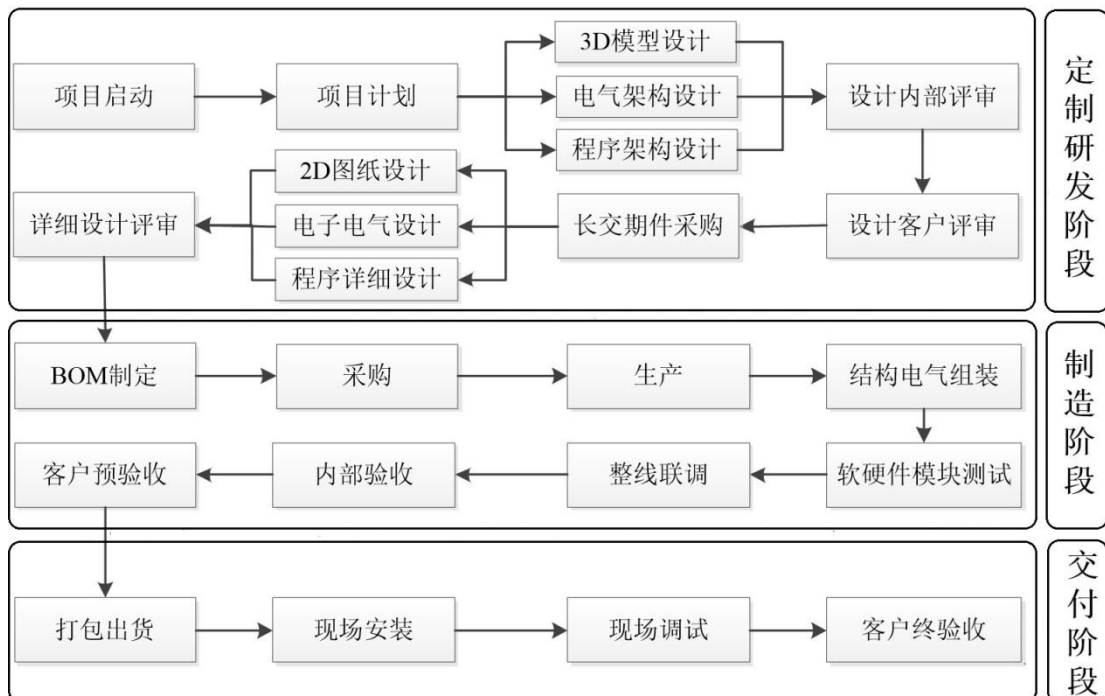 3D模型设计
项目启动
项目计划
电气架构设计
设计内部评审
程序架构设计
2D图纸设计
详细设计评审
电子电气设计
长交期件采购
设计客户评审
程序详细设计
定制研发阶段
BOM制定
采购
生产
结构电气组装
客户预验收
内部验收
整线联调
软硬件模块测试
制造阶段
打包出货
现场安装
现场调试
客户终验收
交付阶段